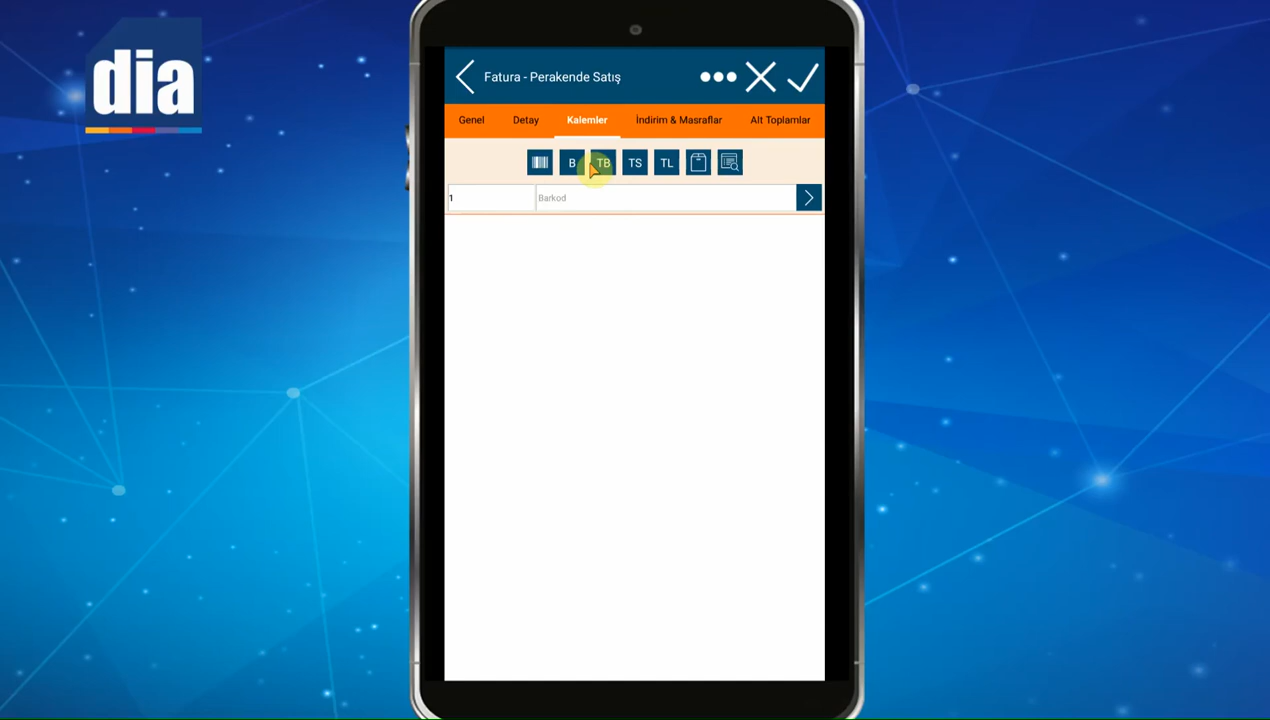 dia
Fatura - Perakende Satış
Genel Detay Kalemler İndirim & Masraflar Alt Toplamlar
B TB TS TL
1 Barkod